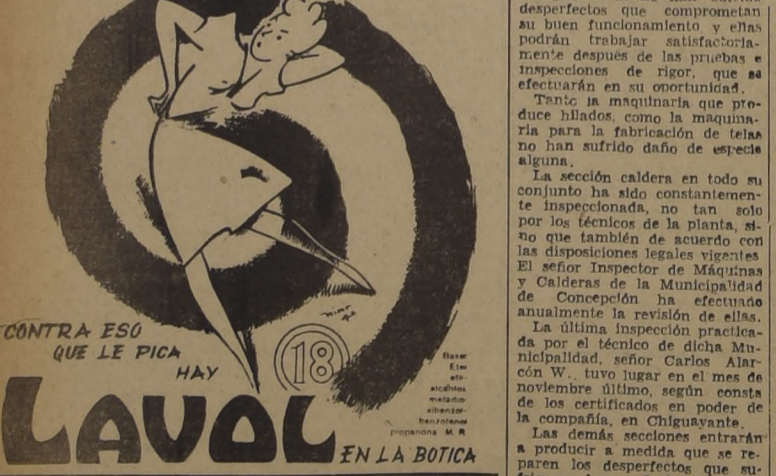 CONTRA ESO
QUE LE PICA
HAY
18
LAVOL
EN LA BOTICA
Base:
Eter
alcalinos
metadio
benzofenol
propanona M. R.
desperfectos que comprometan
su buen funcionamiento y ellas
podrán trabajar satisfactoria-
mente después de las pruebas e
inspecciones de rigor, que se
efectuarán en su oportunidad.
Tanto la maquinaria que pro-
duce hilados, como la maquina-
ria para la fabricación de telas
no han sufrido daño de especie
alguna.
La sección caldera en todo su
conjunto ha sido constantemen-
te inspeccionada, no tan solo
por los técnicos de la planta, si-
no que también de acuerdo con
las disposiciones legales vigentes
El señor Inspector de Máquinas
y Calderas de la Municipalidad
de Concepción ha efectuado
anualmente la revisión de ellas.
La última inspección practica-
da por el técnico de dicha Mu-
nicipalidad, señor Carlos Alar-
cón W., tuvo lugar en el mes de
noviembre último, según consta
de los certificados en poder de
la compañía, en Chiguayante.
Las demás secciones entrarán
a producir a medida que se re-
paren los desperfectos que su-